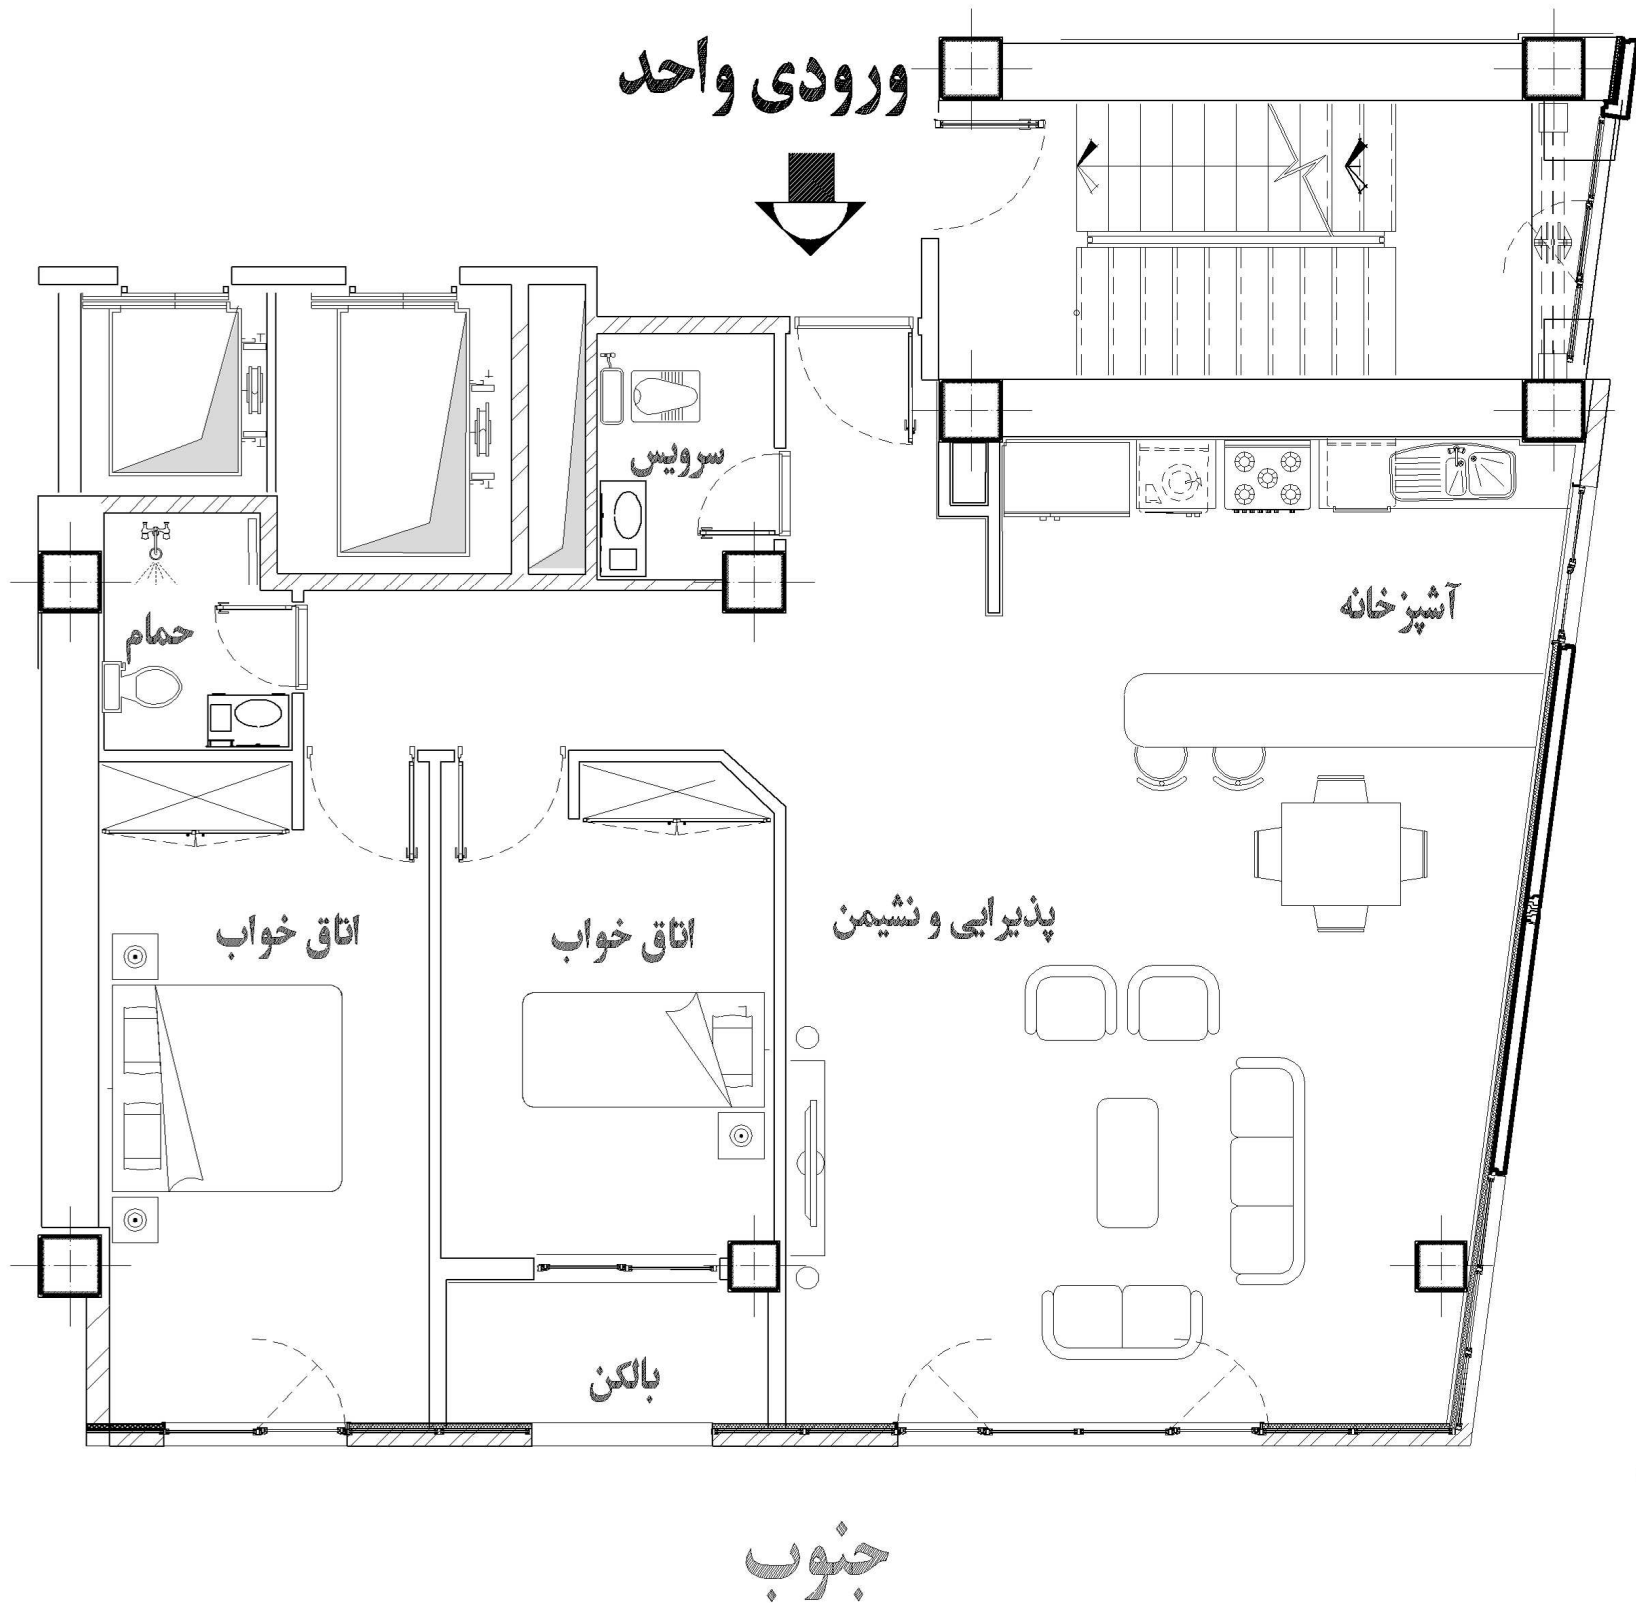 ورودی واحد
سرویس
آشپزخانه
حمام
پذیرایی و نشیمن
اتاق خواب
اتاق خواب
بالکن
جنوب